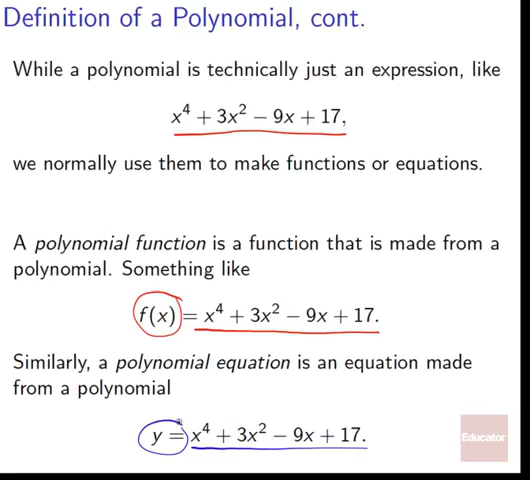 Definition of a Polynomial, cont.
While a polynomial is technically just an expression, like
x⁴ + 3x² − 9x + 17,
we normally use them to make functions or equations.
A polynomial function is a function that is made from a
polynomial. Something like
f(x) = x⁴ + 3x² − 9x + 17.
Similarly, a polynomial equation is an equation made
from a polynomial
y = x⁴ + 3x² − 9x + 17.
Educator